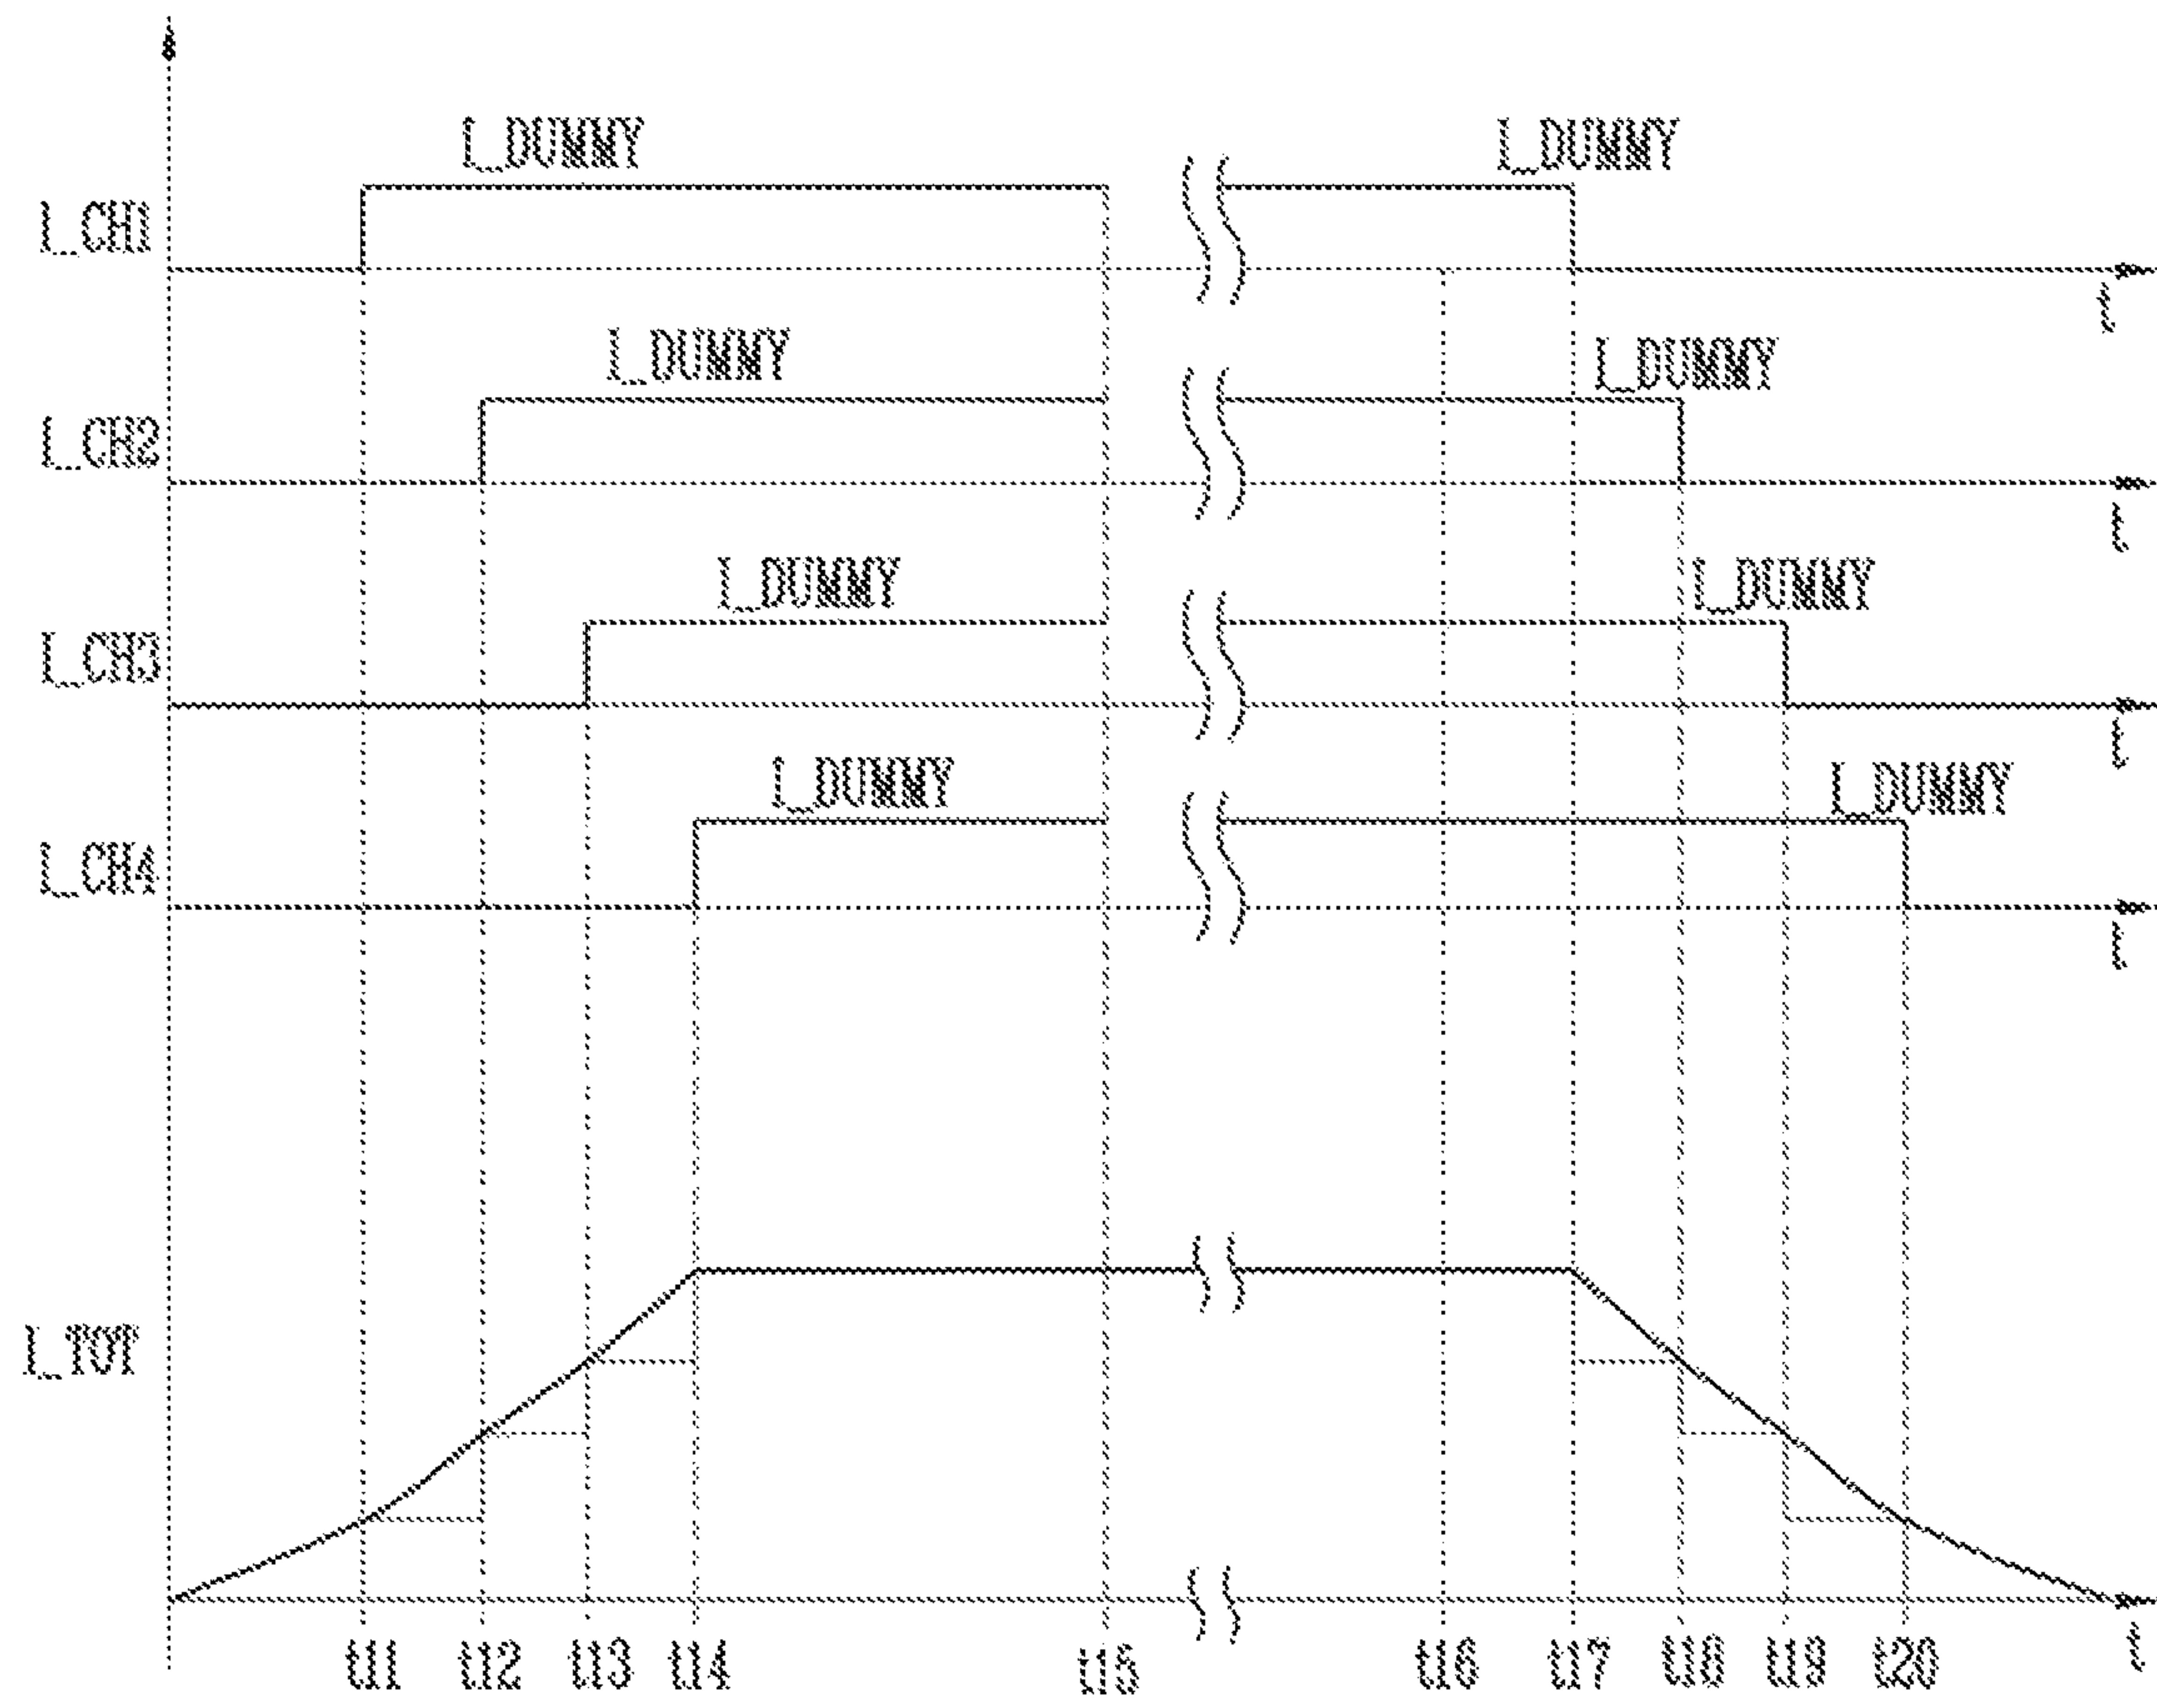 I_DUMMY I_DUMMY
I_CH1
t
I_DUMMY I_DUMMY
I_CH2
t
I_DUMMY I_DUMMY
I_CH3
t
I_DUMMY I_DUMMY
I_CH4
t
I_TOT
t11 t12 t13 t14 t15 t16 t17 t18 t19 t20 t